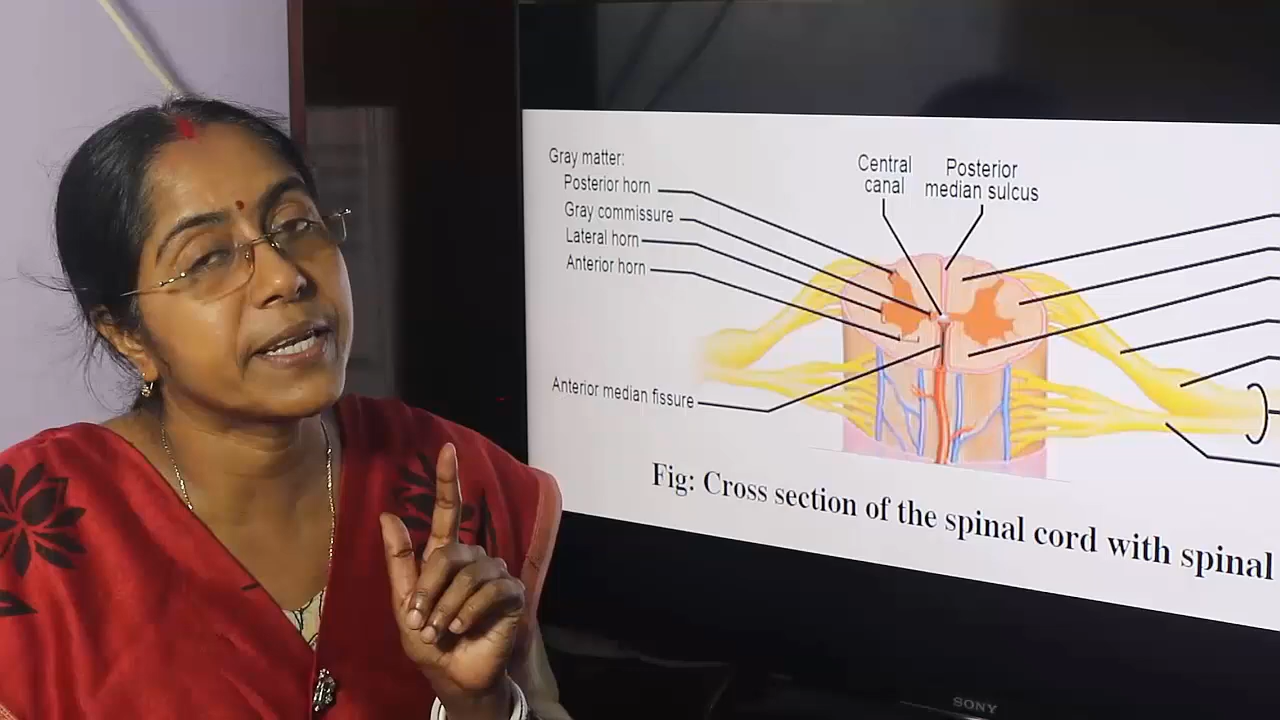 Gray matter:
Posterior horn
Gray commissure
Lateral horn
Anterior horn
Central
canal
Posterior
median sulcus
Anterior median fissure
Fig: Cross section of the spinal cord with spinal
SONY